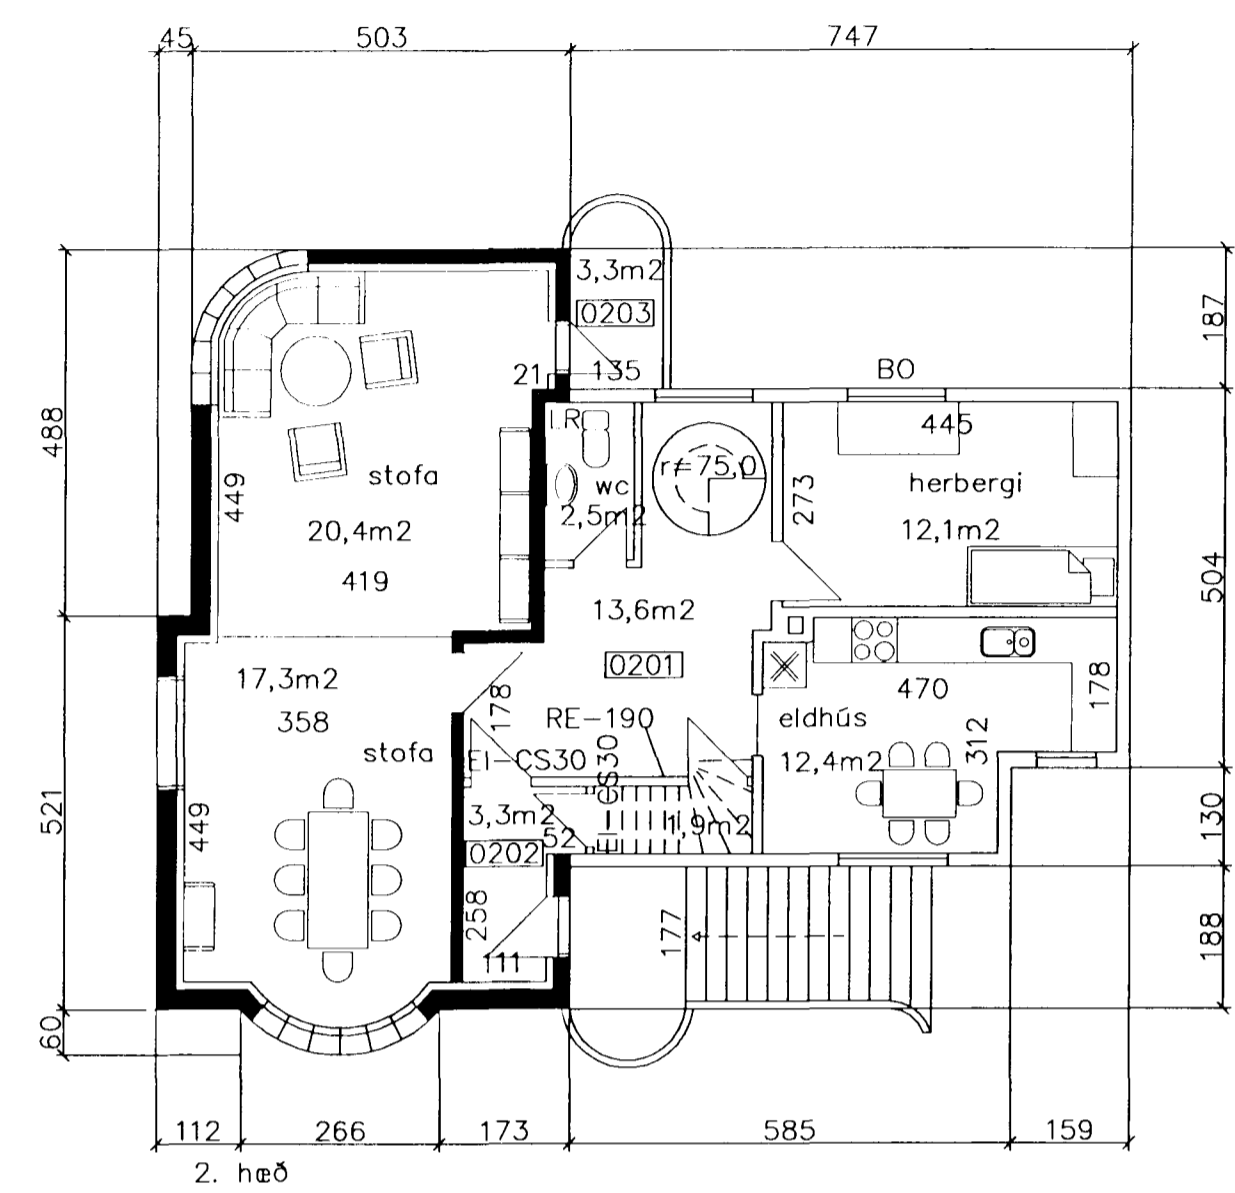 45 503 747
3,3m2
0203
187
21 135 BO
LR 445
488
stofa r=75,0 herbergi
449 wc 273
20,4m2 2,5m2 12,1m2
419 504
13,6m2
17,3m2 0201 470 178
358 178 RE-190 eldhús
stofa EI-CS30 EI-CS30 12,4m2 312
521 449 3,3m2 52 1,9m2 130
0202
258 177 188
111
60
112 266 173 585 159
2. hæð